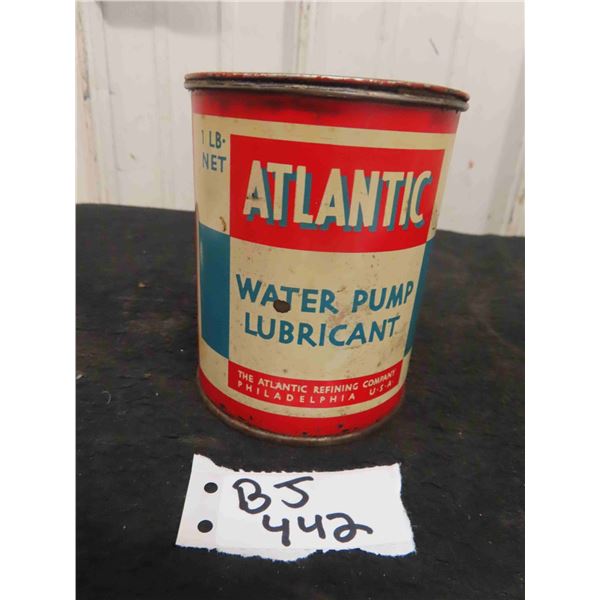 1 LB.
NET
ATLANTIC
WATER PUMP
LUBRICANT
THE ATLANTIC REFINING COMPANY
PHILADELPHIA U.S.A.
BJ
442